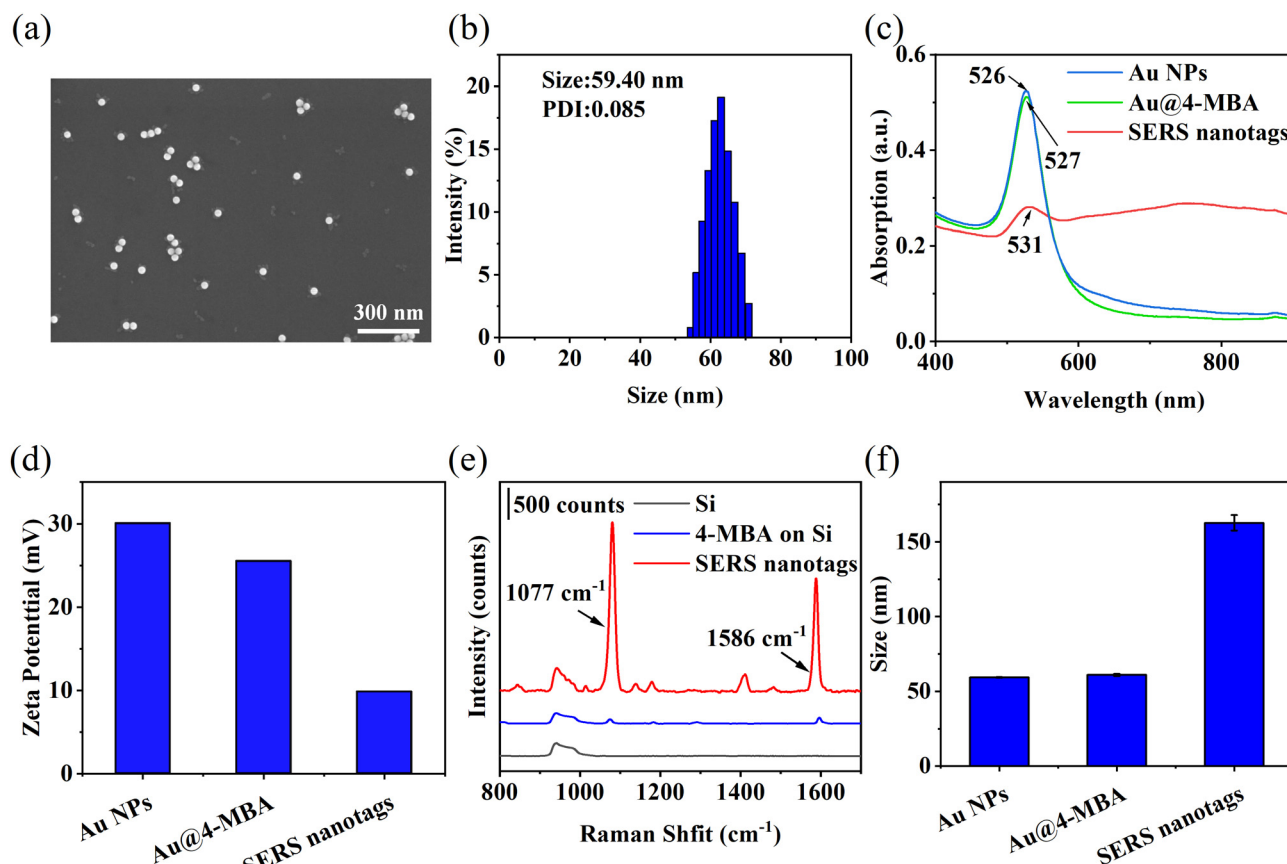 (a)
300 nm
(b)
Size:59.40 nm
PDI:0.085
Intensity (%)
20
15
10
5
0
0 20 40 60 80 100
Size (nm)
(c)
Au NPs
Au@4-MBA
SERS nanotags
526
527
531
Absorption (a.u.)
0.6
0.4
0.2
0.0
400 600 800
Wavelength (nm)
(d)
Zeta Potenttial (mV)
30
20
10
0
Au NPs
Au@4-MBA
SERS nanotags
(e)
500 counts
Si
4-MBA on Si
SERS nanotags
1077 cm-1
1586 cm-1
Intensity (counts)
800 1000 1200 1400 1600
Raman Shfit (cm-1)
(f)
Size (nm)
150
100
50
0
Au NPs
Au@4-MBA
SERS nanotags